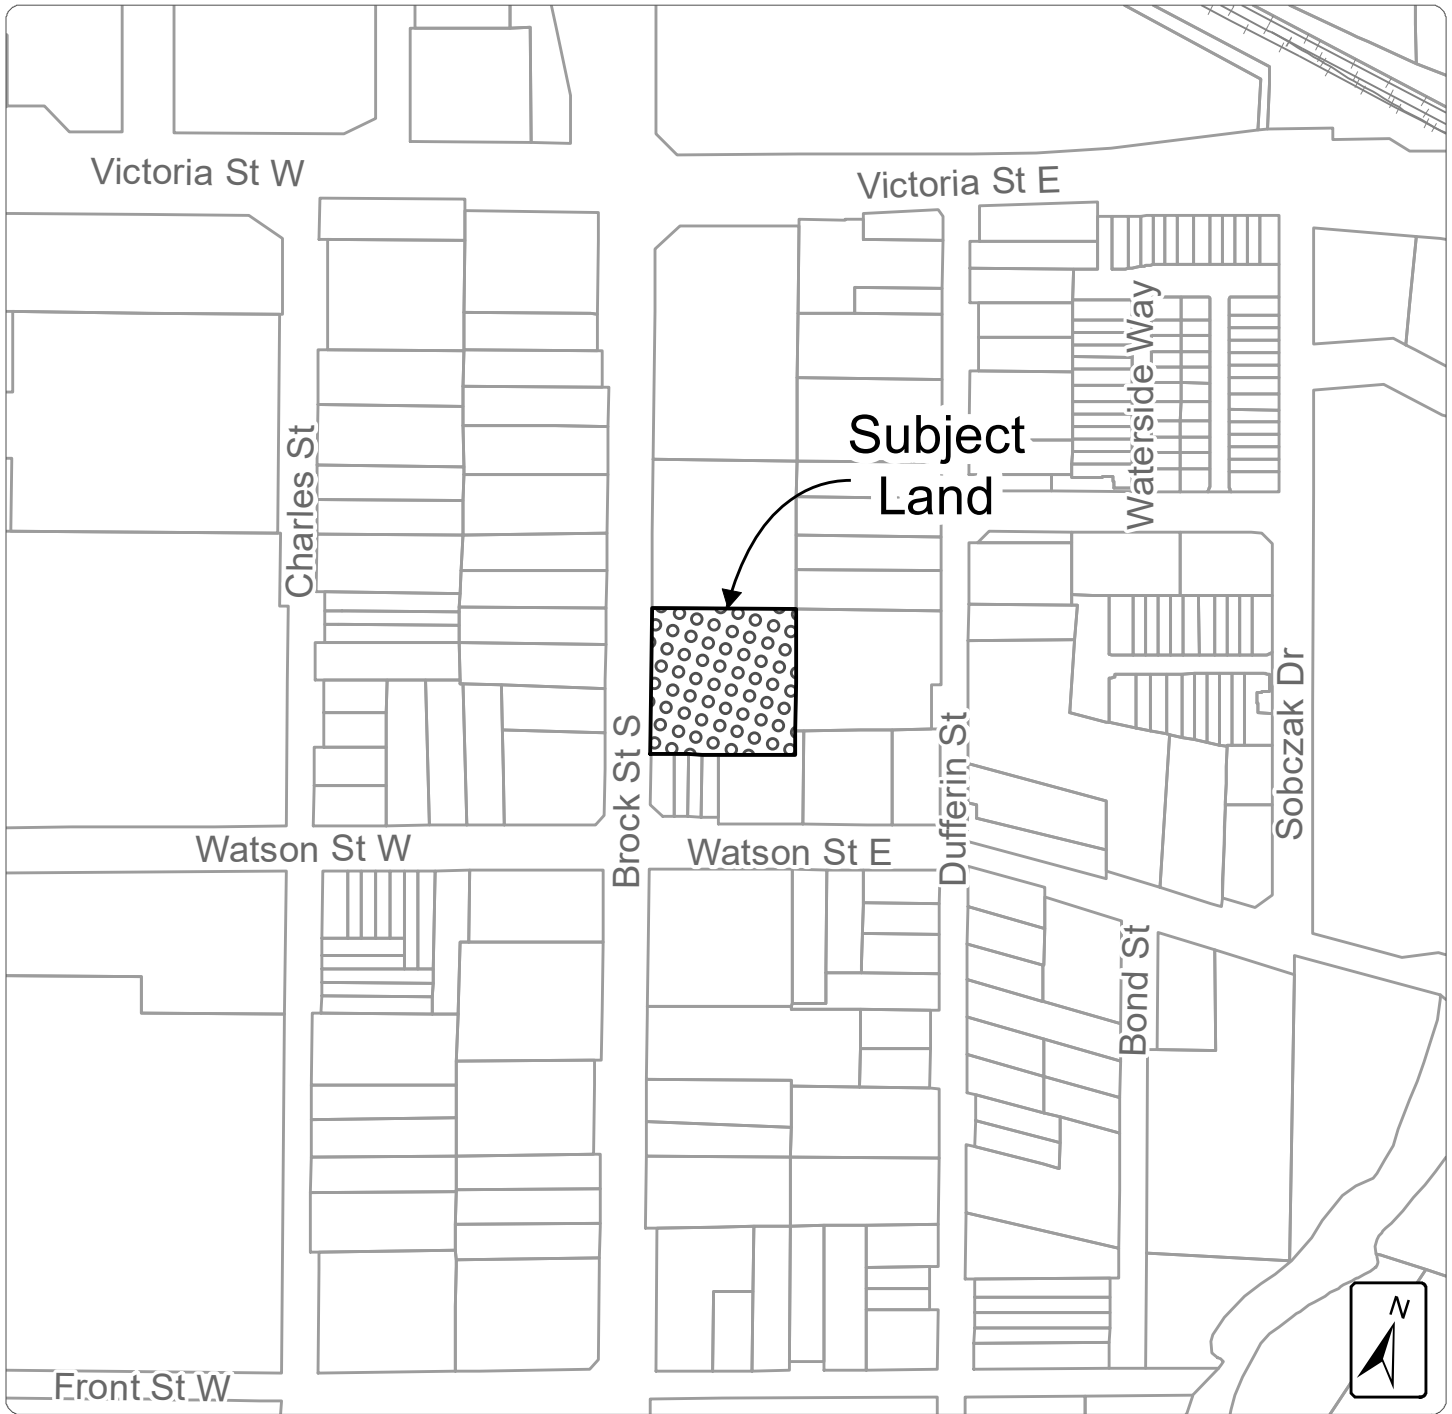 Victoria St W
Victoria St E
Waterside Way
Subject
Land
Charles St
Sobczak Dr
Brock St S
Dufferin St
Watson St W
Watson St E
Bond St
N
Front St W